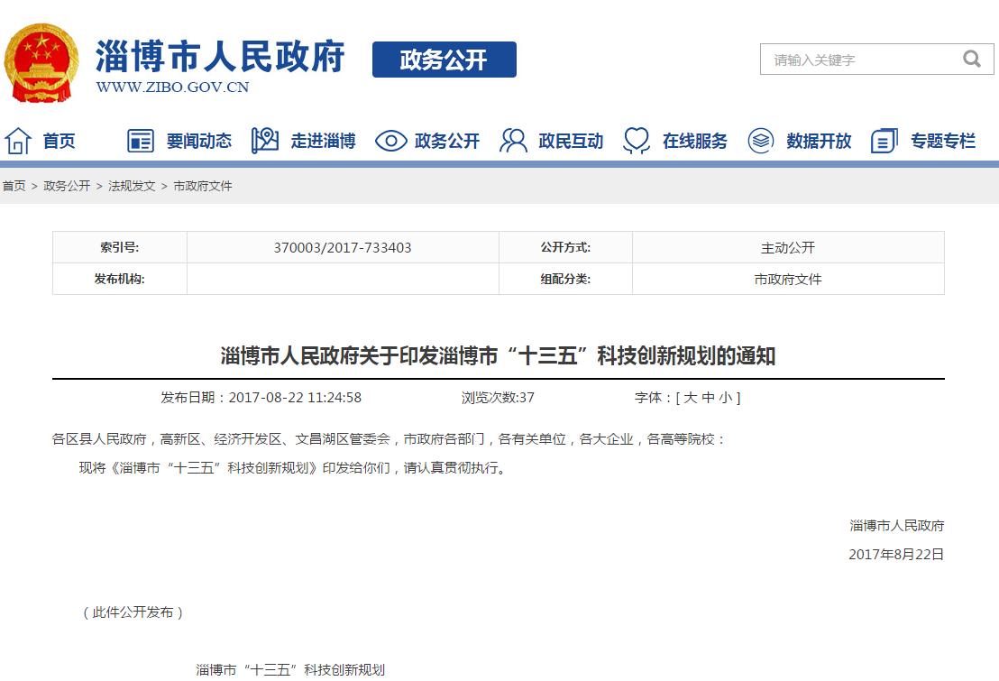 淄博市人民政府
WWW.ZIBO.GOV.CN
政务公开
请输入关键字
首页 要闻动态 走进淄博 政务公开 政民互动 在线服务 数据开放 专题专栏
首页 > 政务公开 > 法规发文 > 市政府文件
索引号: 370003/2017-733403 公开方式: 主动公开
发布机构: 组配分类: 市政府文件
淄博市人民政府关于印发淄博市“十三五”科技创新规划的通知
发布日期：2017-08-22 11:24:58 浏览次数:37 字体：[ 大 中 小 ]
各区县人民政府，高新区、经济开发区、文昌湖区管委会，市政府各部门，各有关单位，各大企业，各高等院校：
现将《淄博市“十三五”科技创新规划》印发给你们，请认真贯彻执行。
淄博市人民政府
2017年8月22日
（此件公开发布）
淄博市“十三五”科技创新规划